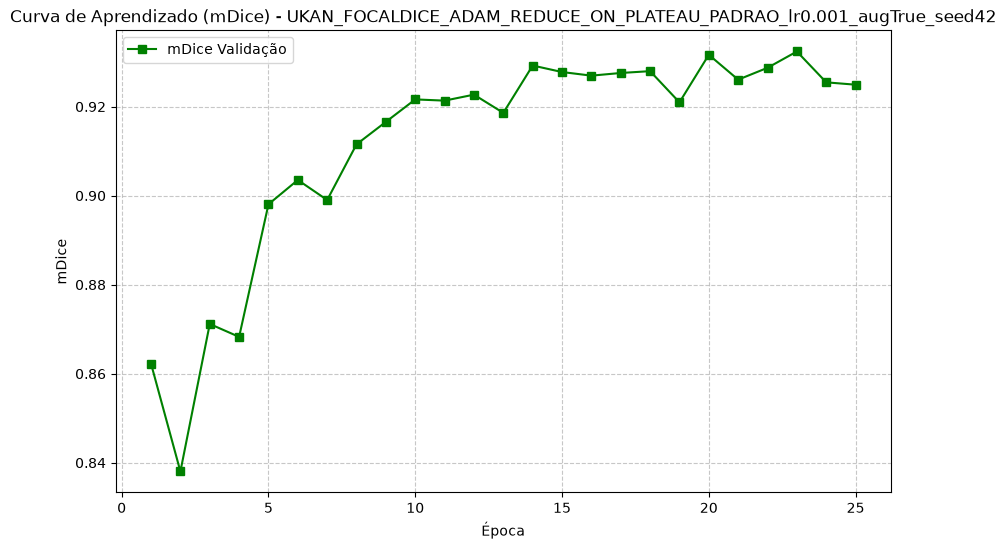 Curva de Aprendizado (mDice) - UKAN_FOCALDICE_ADAM_REDUCE_ON_PLATEAU_PADRAO_lr0.001_augTrue_seed42
mDice Validação
0.92
0.90
0.88
0.86
0.84
mDice
0 5 10 15 20 25
Época